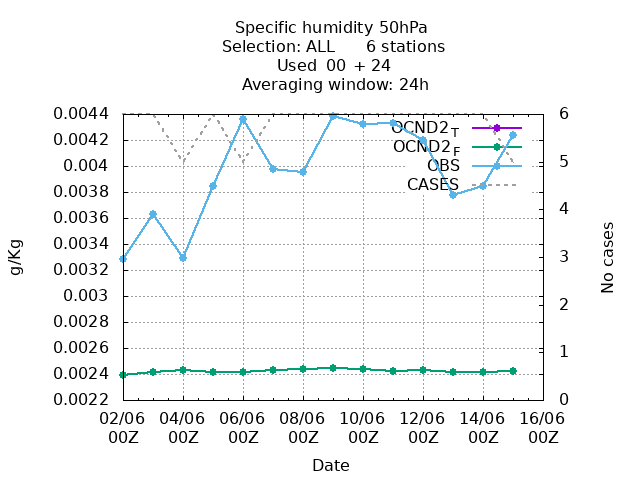 Specific humidity 50hPa
Selection: ALL 6 stations
Used 00 + 24
Averaging window: 24h
0.0044
0.0042
0.004
0.0038
0.0036
0.0034
0.0032
0.003
0.0028
0.0026
0.0024
0.0022
g/Kg
OCND2T
OCND2F
OBS
CASES
6
5
4
3
2
1
0
No cases
02/06 04/06 06/06 08/06 10/06 12/06 14/06 16/06
00Z 00Z 00Z 00Z 00Z 00Z 00Z 00Z
Date